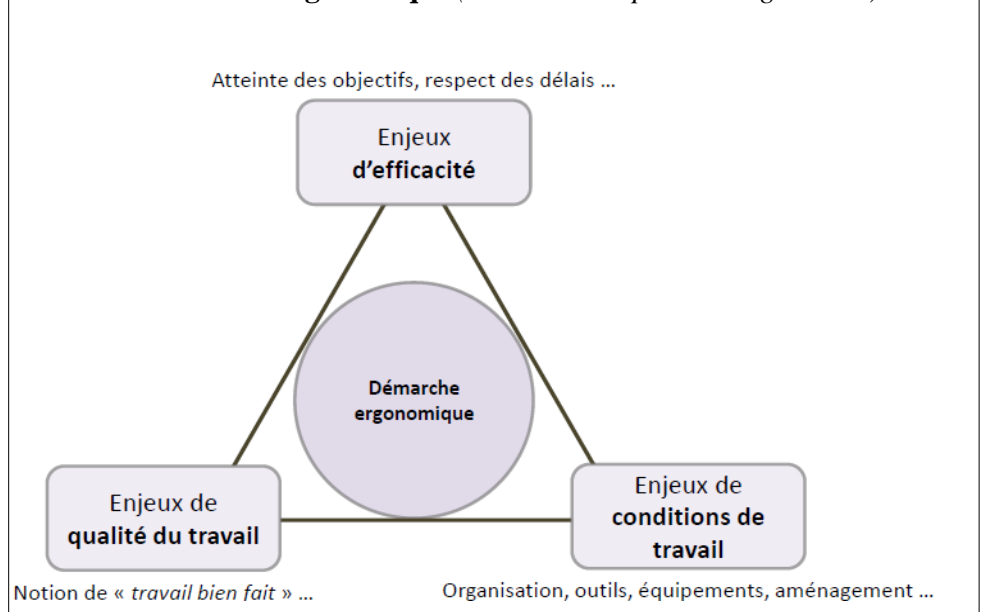 Atteinte des objectifs, respect des délais ...
Enjeux
d'efficacité
Démarche
ergonomique
Enjeux de
qualité du travail
Enjeux de
conditions de
travail
Notion de « travail bien fait » ...
Organisation, outils, équipements, aménagement ...